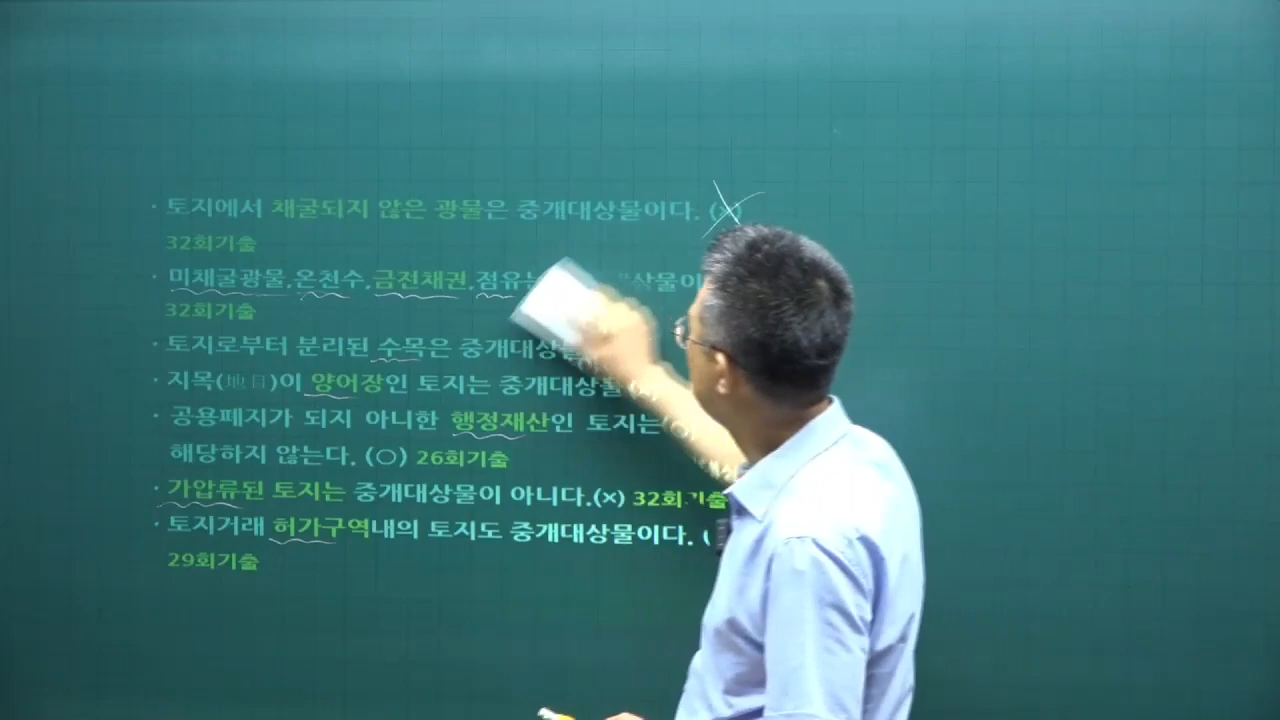 · 토지에서 채굴되지 않은 광물은 중개대상물이다. (×)
32회기출
· 미채굴광물,온천수,금전채권,점유는
32회기출
· 토지로부터 분리된 수목은 중개대상
· 지목(地目)이 양어장인 토지는 중개대상물
· 공용폐지가 되지 아니한 행정재산인 토지는
해당하지 않는다. (○) 26회기출
· 가압류된 토지는 중개대상물이 아니다.(×) 32회기출
· 토지거래 허가구역내의 토지도 중개대상물이다. (
29회기출